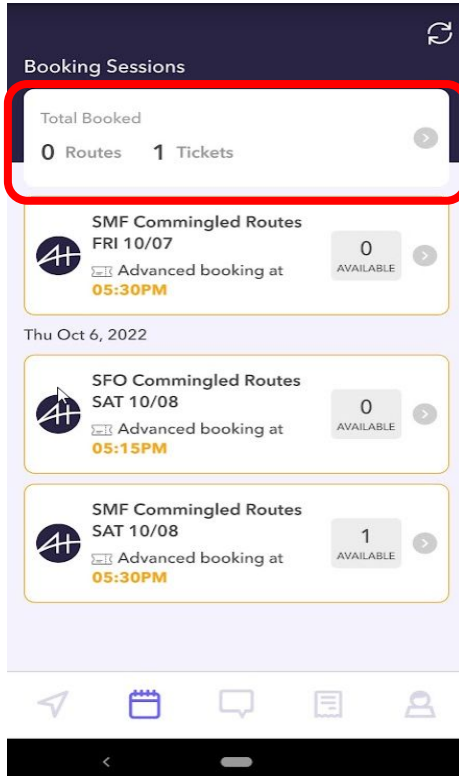 Booking Sessions
Total Booked
0 Routes 1 Tickets
SMF Commingled Routes
FRI 10/07
Advanced booking at
05:30PM
0
AVAILABLE
Thu Oct 6, 2022
SFO Commingled Routes
SAT 10/08
Advanced booking at
05:15PM
0
AVAILABLE
SMF Commingled Routes
SAT 10/08
Advanced booking at
05:30PM
1
AVAILABLE